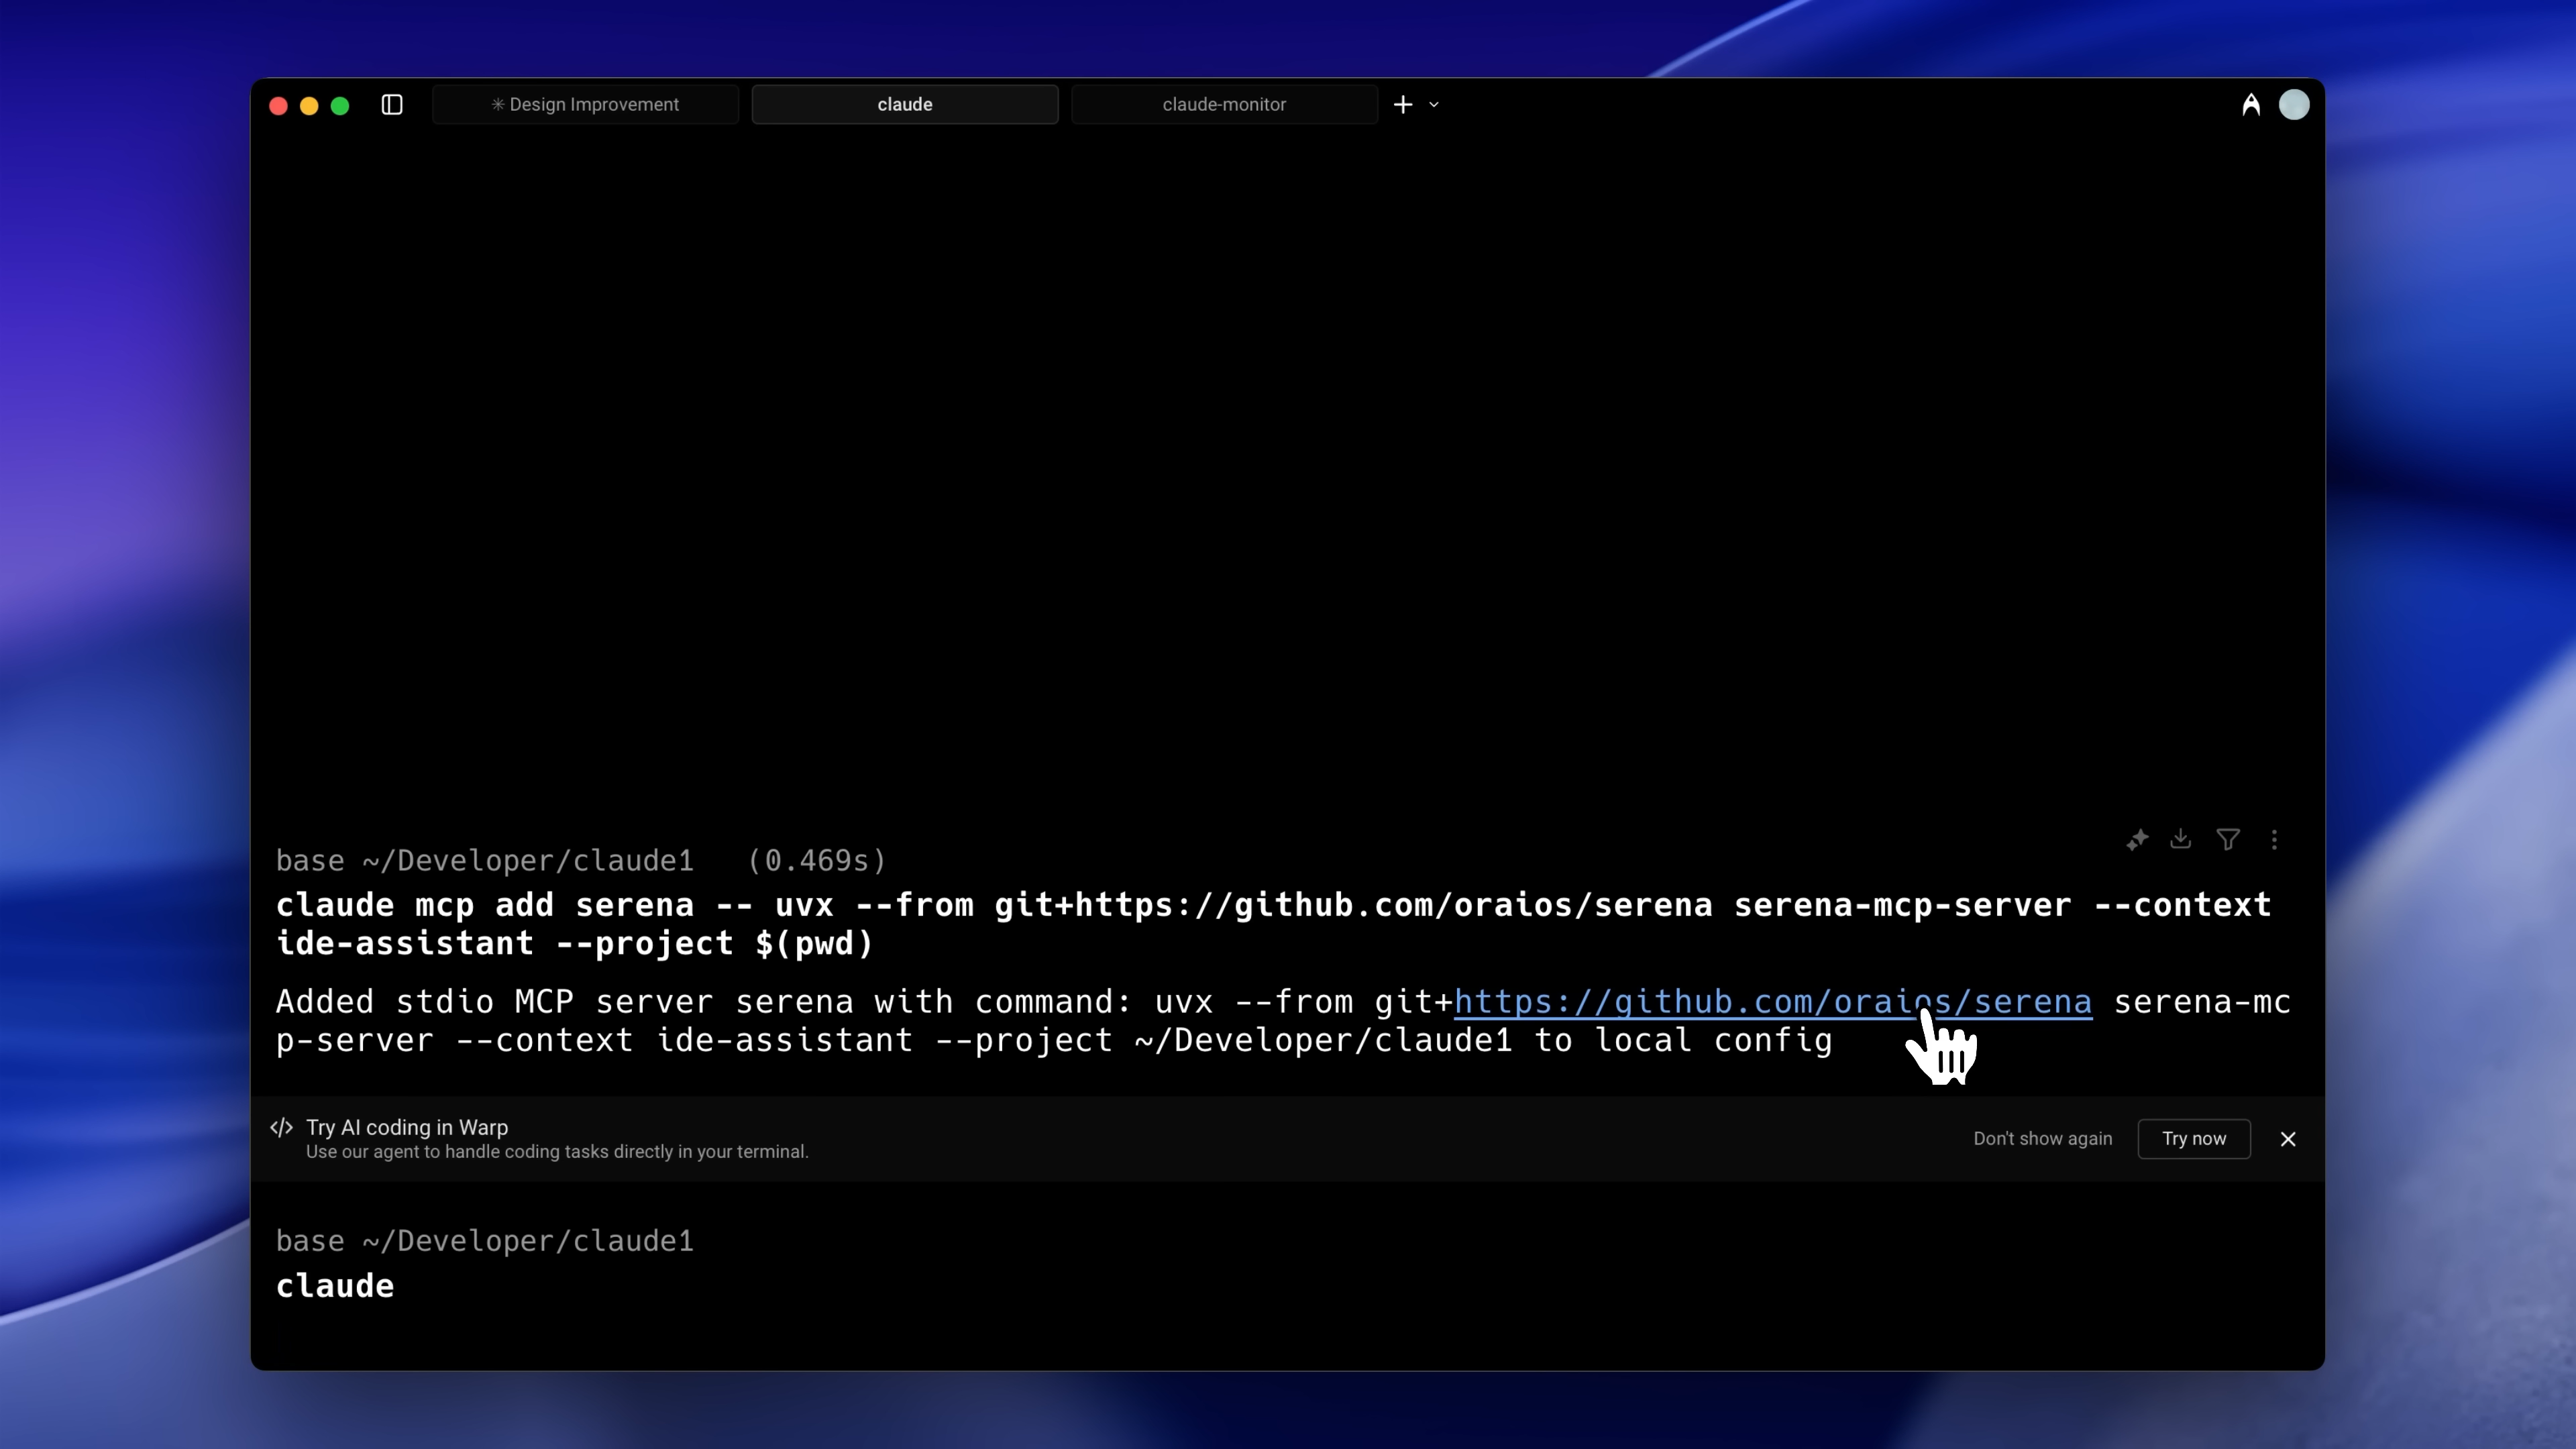 ✳ Design Improvement
claude
claude-monitor
base ~/Developer/claude1 (0.469s)
claude mcp add serena -- uvx --from git+https://github.com/oraios/serena serena-mcp-server --context
ide-assistant --project $(pwd)
Added stdio MCP server serena with command: uvx --from git+https://github.com/oraios/serena serena-mc
p-server --context ide-assistant --project ~/Developer/claude1 to local config
</> Try AI coding in Warp
Use our agent to handle coding tasks directly in your terminal.
Don't show again
Try now
base ~/Developer/claude1
claude